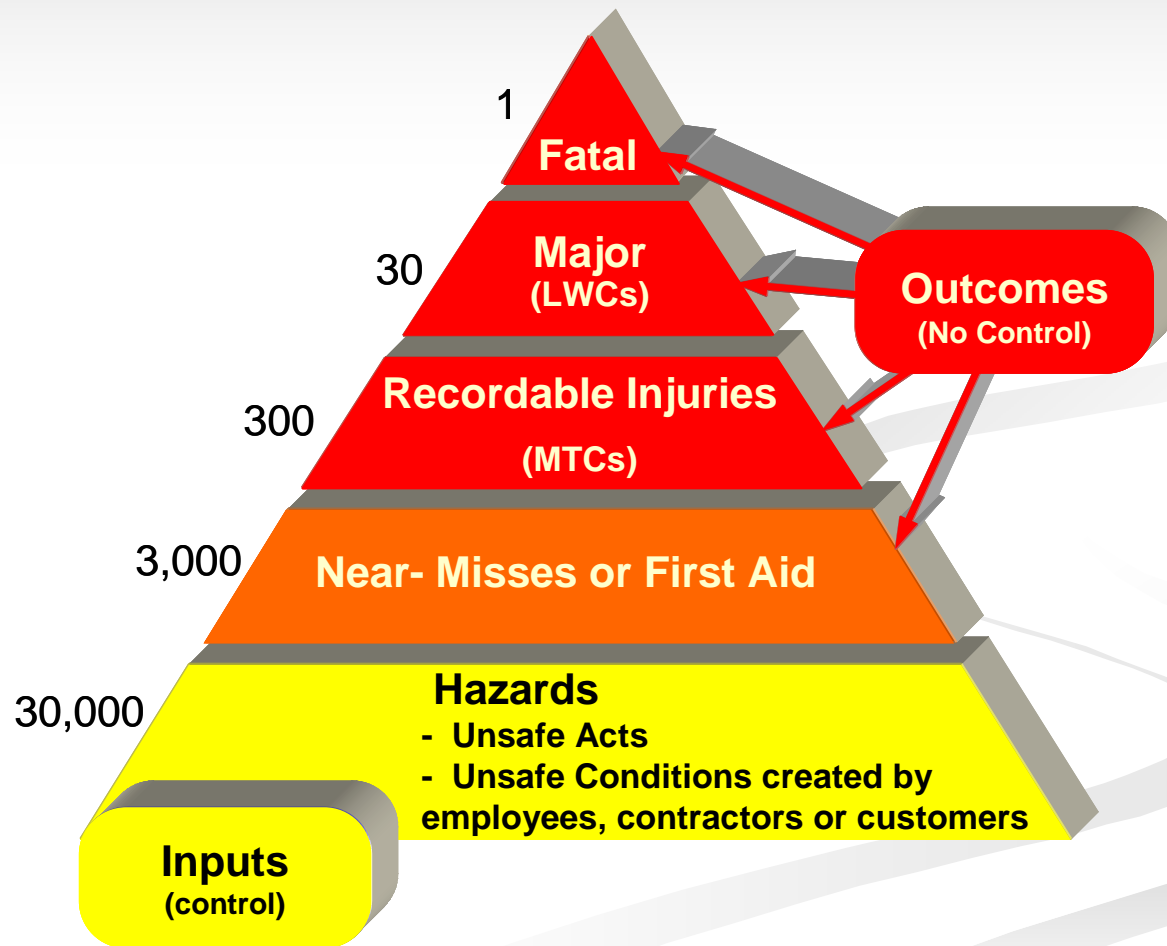 1
Fatal
30
Major
(LWCs)
Outcomes
(No Control)
300
Recordable Injuries
(MTCs)
3,000
Near- Misses or First Aid
30,000
Hazards
- Unsafe Acts
- Unsafe Conditions created by
employees, contractors or customers
Inputs
(control)